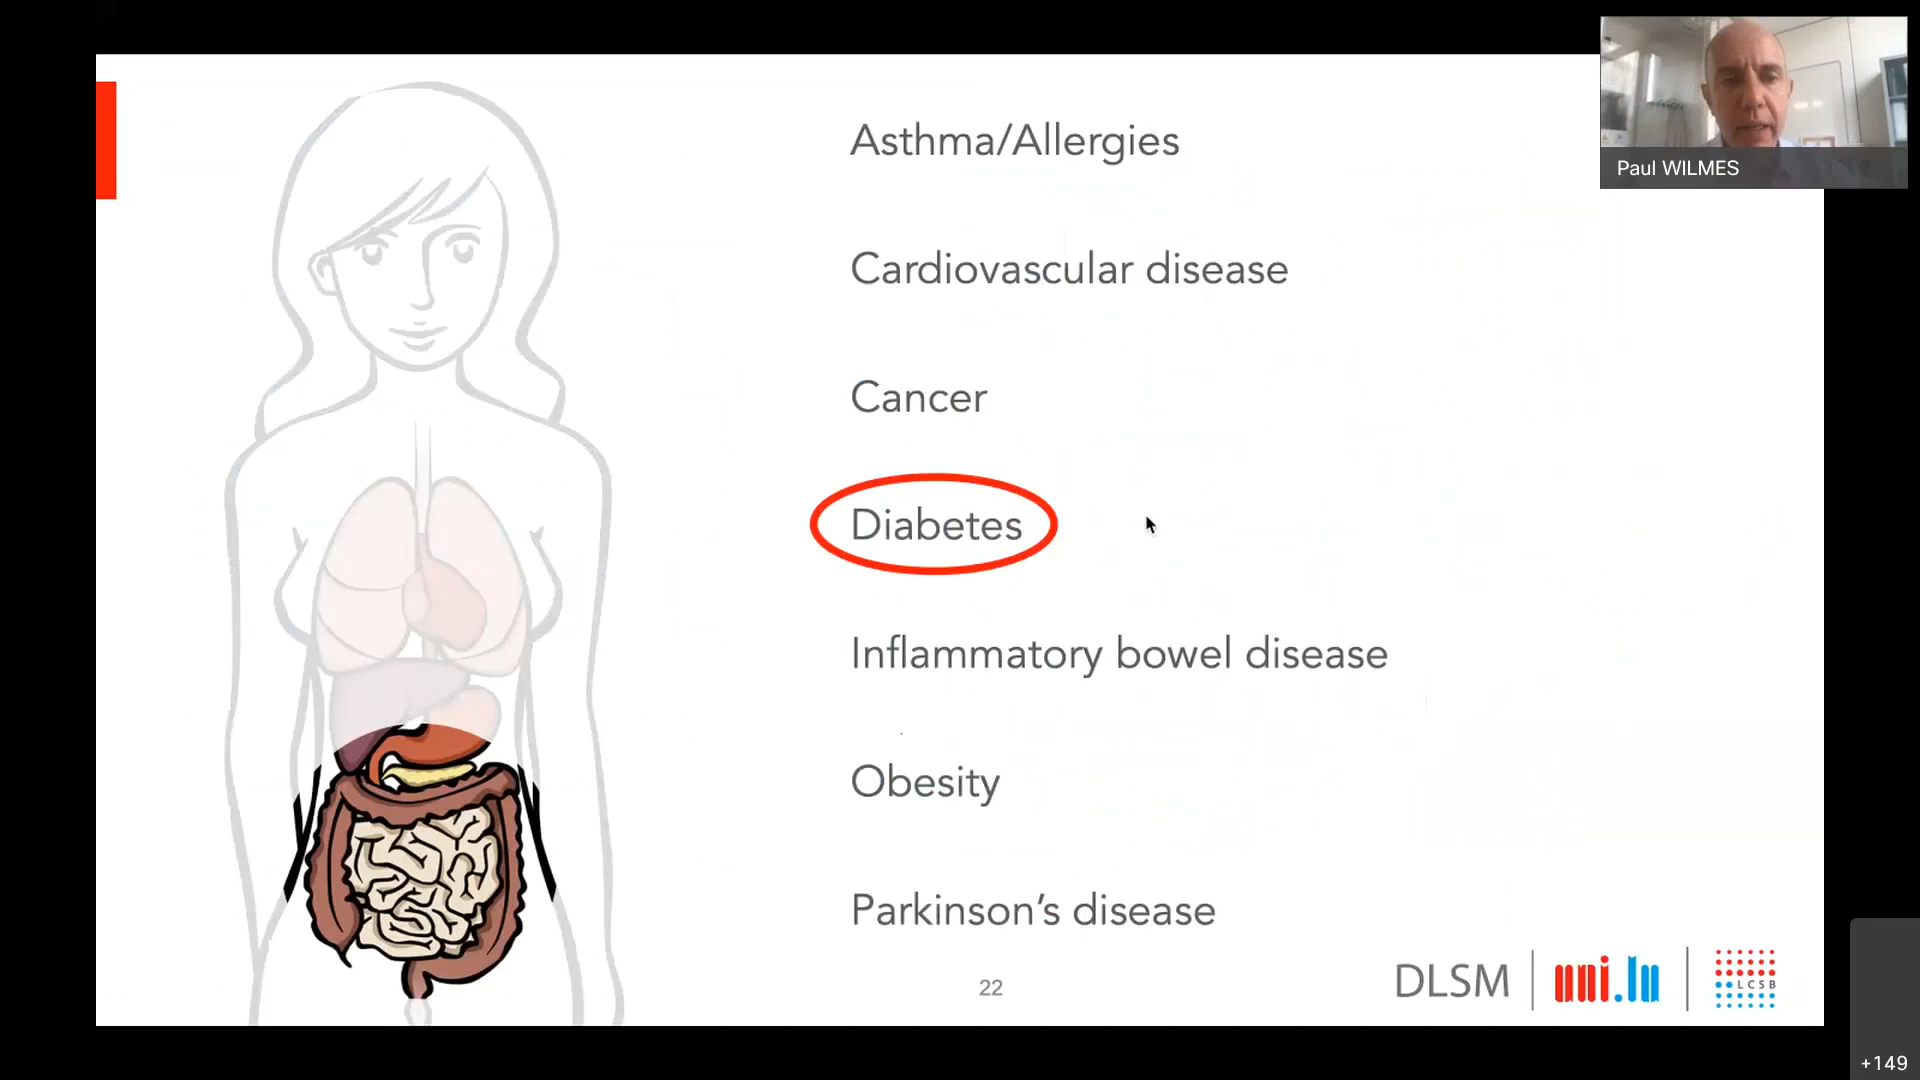 Paul WILMES
Asthma/Allergies
Cardiovascular disease
Cancer
Diabetes
Inflammatory bowel disease
Obesity
Parkinson’s disease
22
DLSM
uni.lu
LCSB
+149